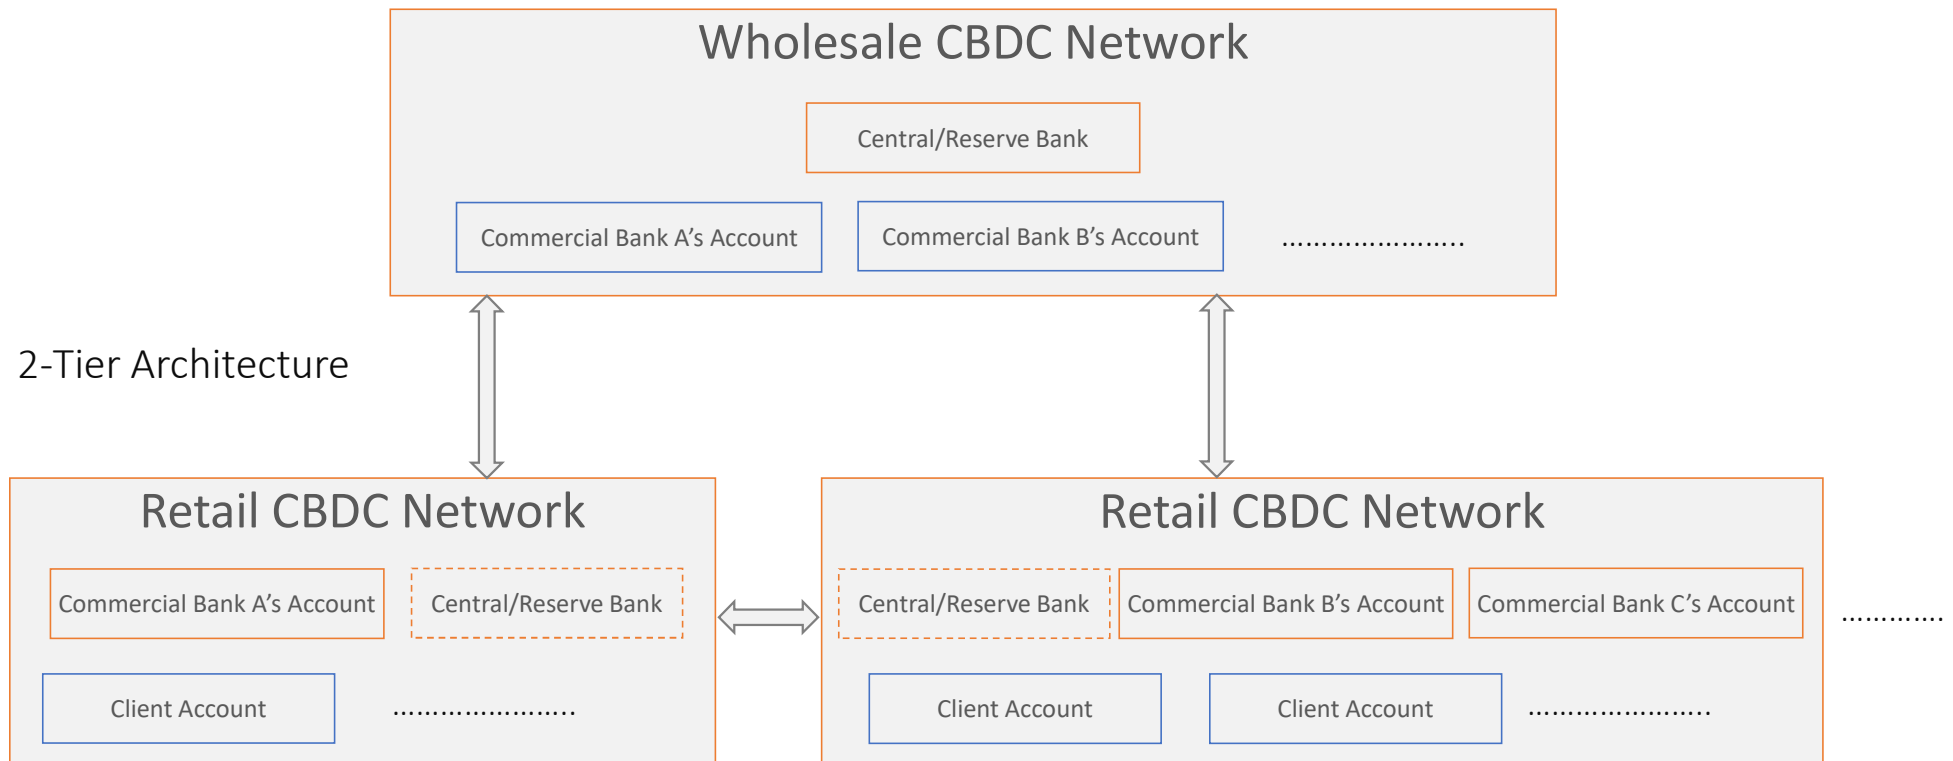 Wholesale CBDC Network
Central/Reserve Bank
Commercial Bank A’s Account
Commercial Bank B’s Account
…………………..
2-Tier Architecture
Retail CBDC Network
Commercial Bank A’s Account
Central/Reserve Bank
Client Account
…………………..
Retail CBDC Network
Central/Reserve Bank
Commercial Bank B’s Account
Commercial Bank C’s Account
Client Account
Client Account
…………………..
………….